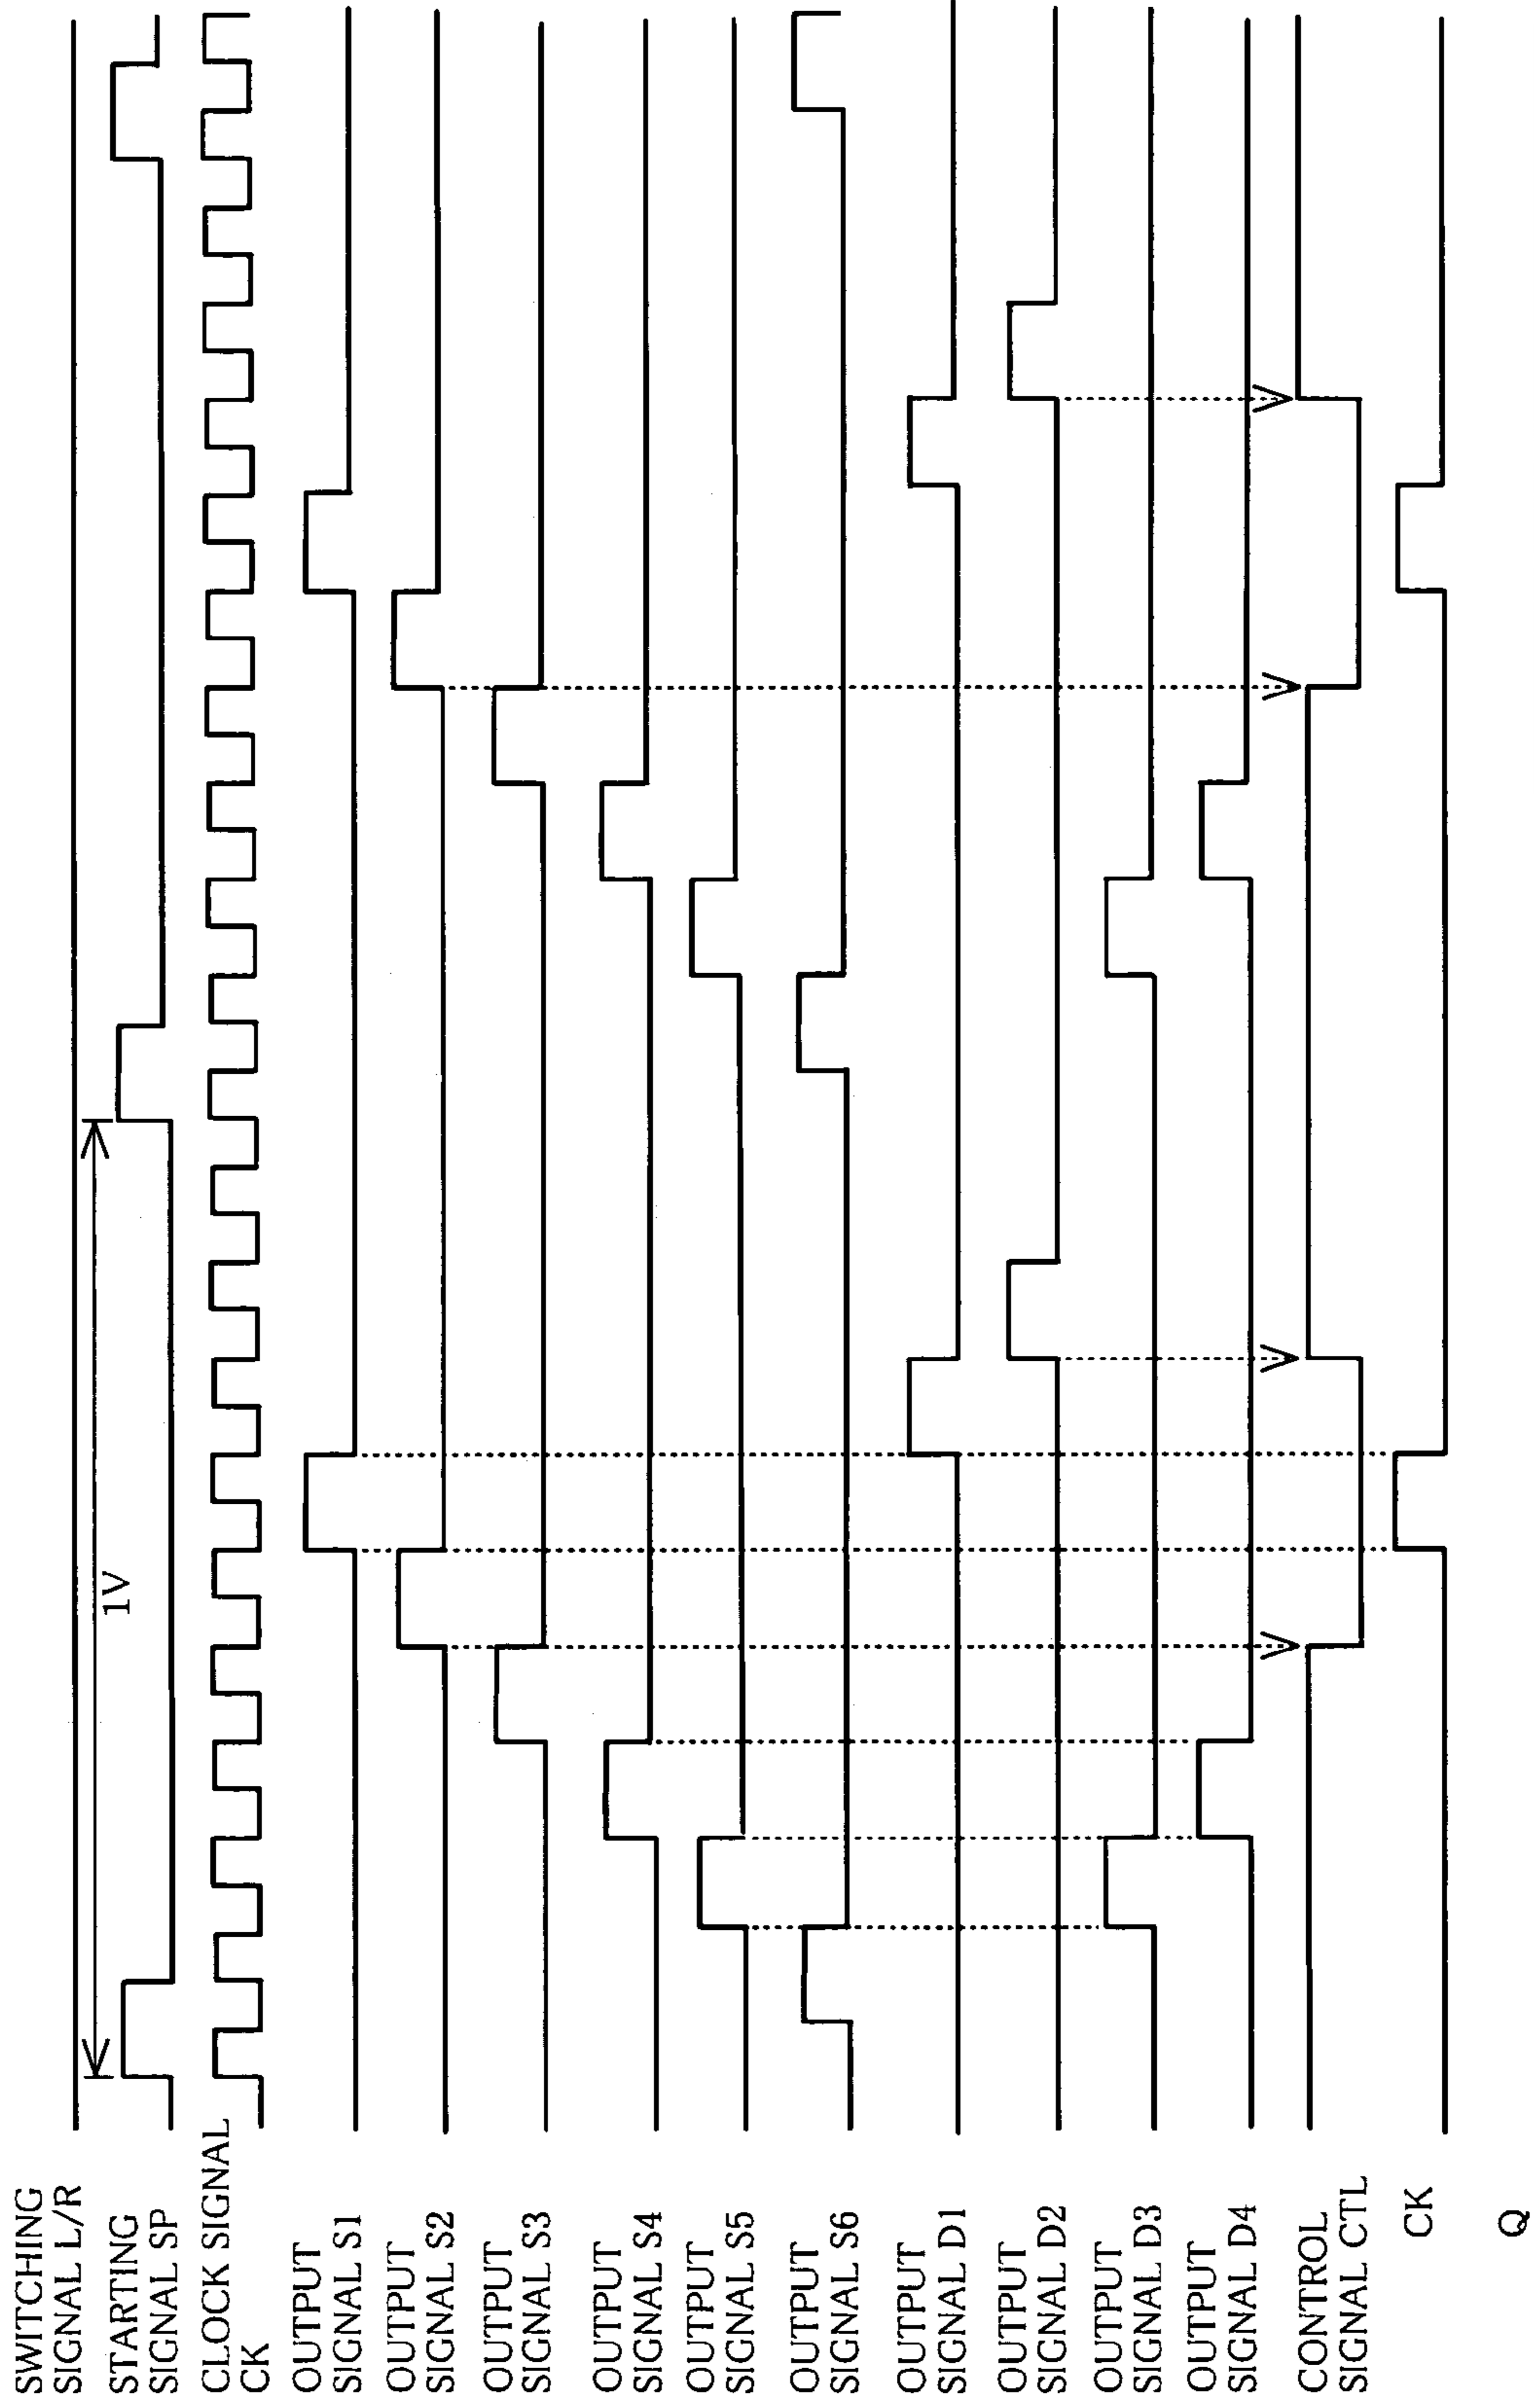 SWITCHING
SIGNAL L/R
STARTING
SIGNAL SP
CLOCK SIGNAL
CK
OUTPUT
SIGNAL S1
OUTPUT
SIGNAL S2
OUTPUT
SIGNAL S3
OUTPUT
SIGNAL S4
OUTPUT
SIGNAL S5
OUTPUT
SIGNAL S6
OUTPUT
SIGNAL D1
OUTPUT
SIGNAL D2
OUTPUT
SIGNAL D3
OUTPUT
SIGNAL D4
CONTROL
SIGNAL CTL
CK
Q
1V